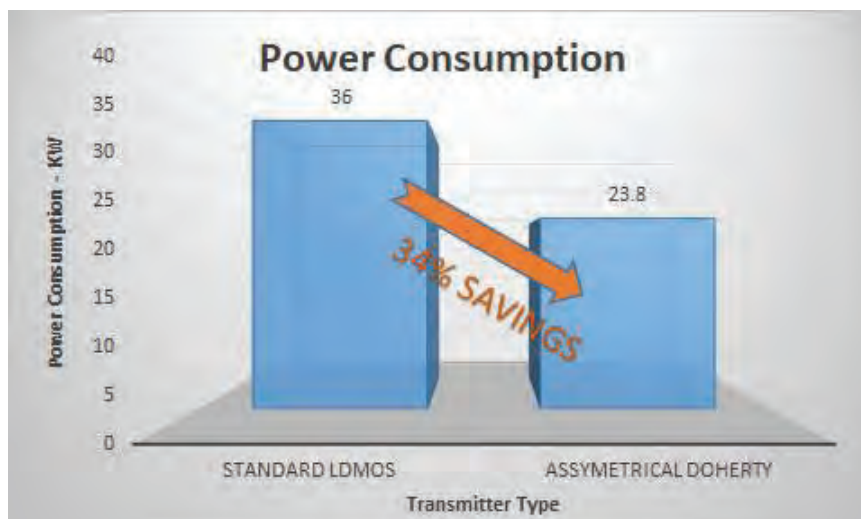 Power Consumption
40
35
30
25
20
15
10
5
0
Power Consumption - KW
36
23.8
34% SAVINGS
STANDARD LDMOS
ASSYMETRICAL DOHERTY
Transmitter Type